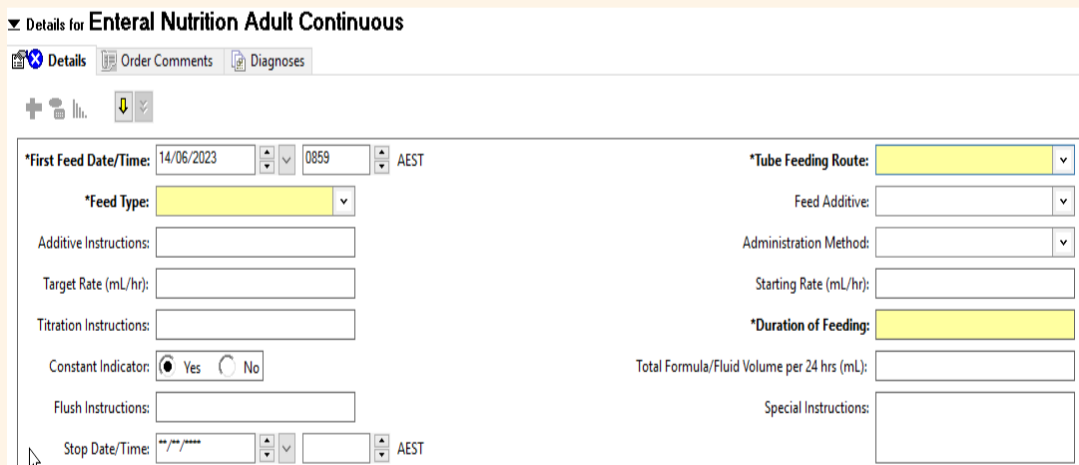 Details for Enteral Nutrition Adult Continuous
Details Order Comments Diagnoses
*First Feed Date/Time: 14/06/2023 0859 AEST *Tube Feeding Route:
*Feed Type: Feed Additive:
Additive Instructions: Administration Method:
Target Rate (mL/hr): Starting Rate (mL/hr):
Titration Instructions: *Duration of Feeding:
Constant Indicator: Yes No Total Formula/Fluid Volume per 24 hrs (mL):
Flush Instructions: Special Instructions:
Stop Date/Time: **/**/**** AEST